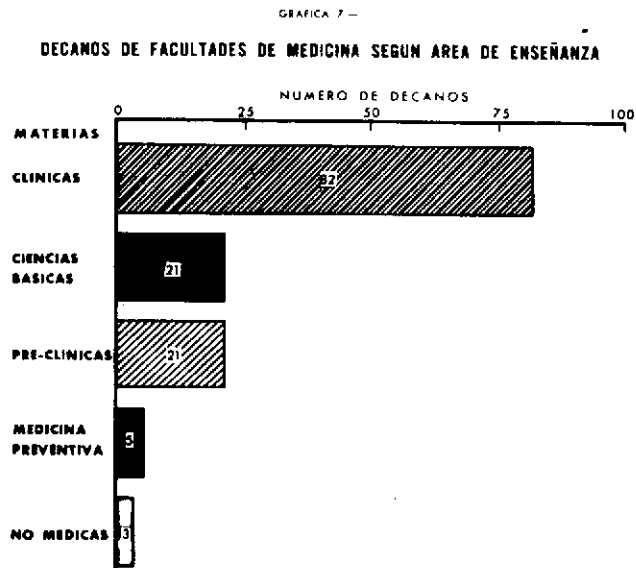 GRAFICA 7 —
DECANOS DE FACULTADES DE MEDICINA SEGUN AREA DE ENSEÑANZA
NUMERO DE DECANOS
0 25 50 75 100
MATERIAS
CLINICAS
82
CIENCIAS
BASICAS
21
PRE-CLINICAS
21
MEDICINA
PREVENTIVA
5
NO MEDICAS
3